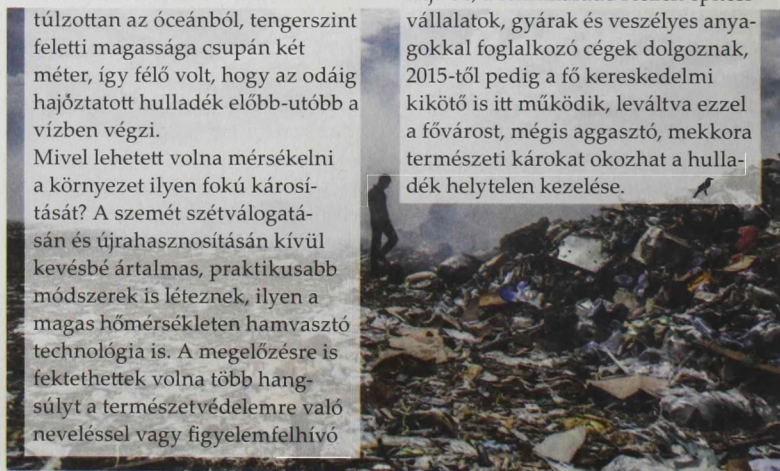 túlzottan az óceánból, tengerszint
feletti magassága csupán két
méter, így félő volt, hogy az odáig
hajóztatott hulladék előbb-utóbb a
vízben végzi.
Mivel lehetett volna mérsékelni
a környezet ilyen fokú károsí-
tását? A szemét szétválogatá-
sán és újrahasznosításán kívül
kevésbé ártalmas, praktikusabb
módszerek is léteznek, ilyen a
magas hőmérsékleten hamvasztó
technológia is. A megelőzésre is
fektethettek volna több hang-
súlyt a természetvédelemre való
neveléssel vagy figyelemfelhívó
vállalatok, gyárak és veszélyes anya-
gokkal foglalkozó cégek dolgoznak,
2015-től pedig a fő kereskedelmi
kikötő is itt működik, leváltva ezzel
a fővárost, mégis aggasztó, mekkora
természeti károkat okozhat a hulla-
dék helytelen kezelése.